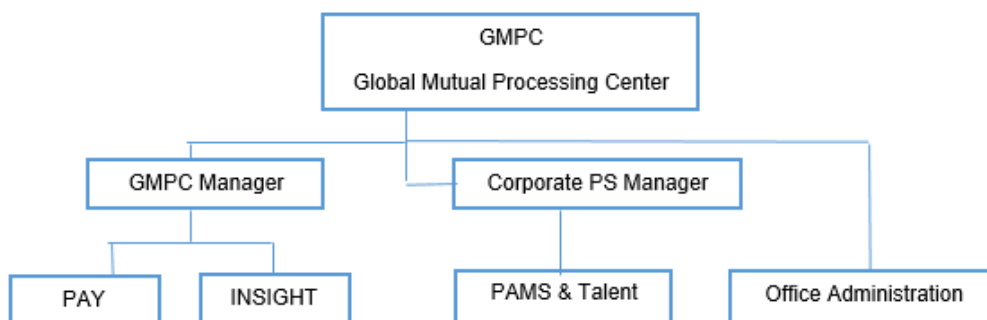 GMPC
Global Mutual Processing Center
GMPC Manager
Corporate PS Manager
PAY
INSIGHT
PAMS & Talent
Office Administration